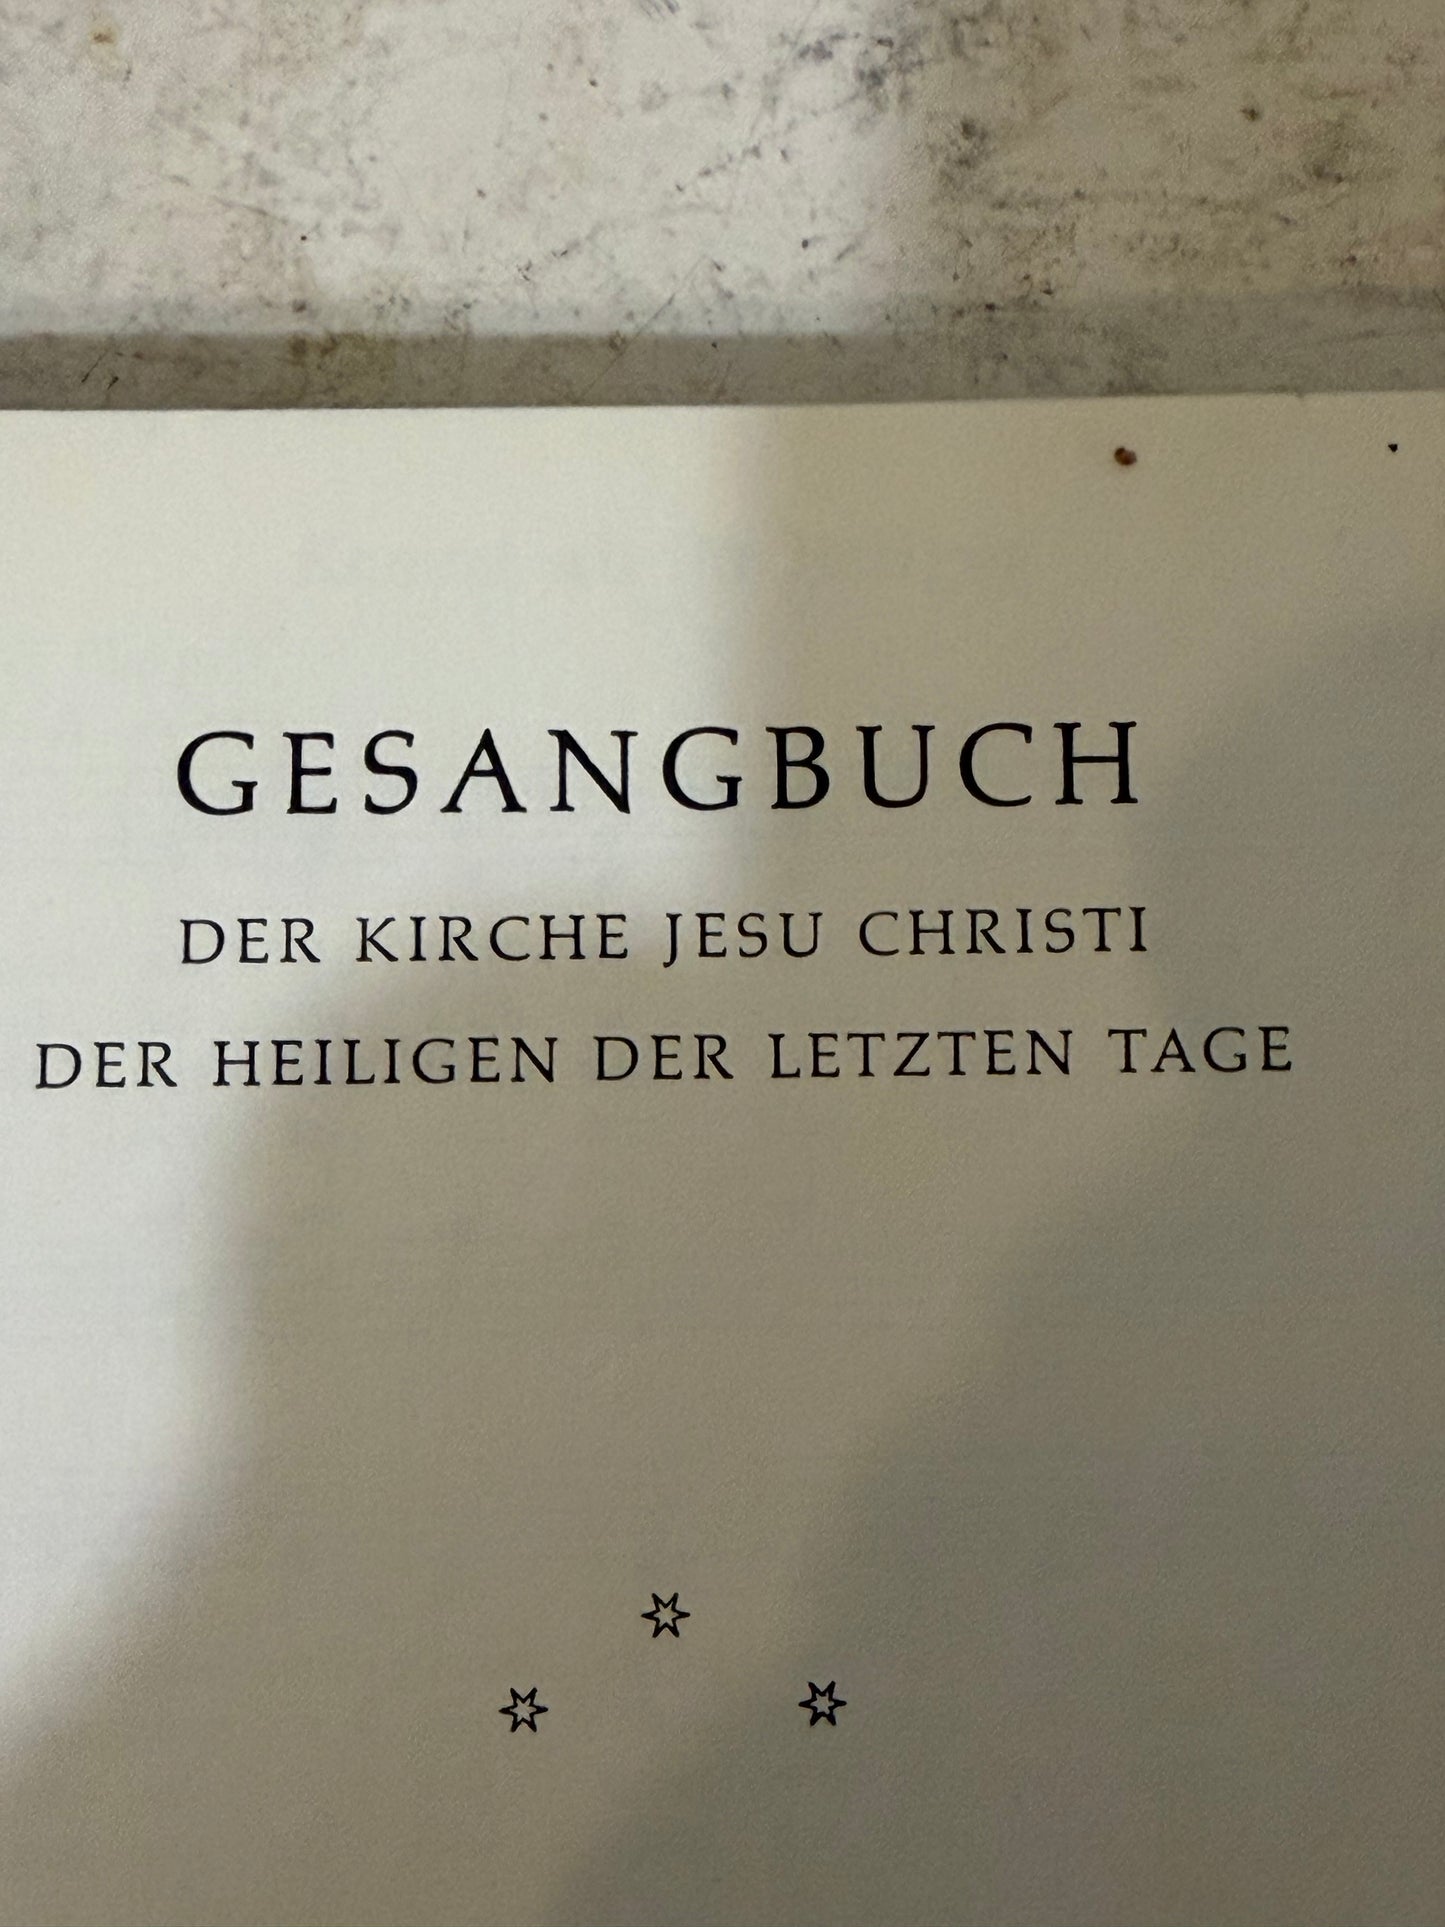 GESANGBUCH
DER KIRCHE JESU CHRISTI
DER HEILIGEN DER LETZTEN TAGE